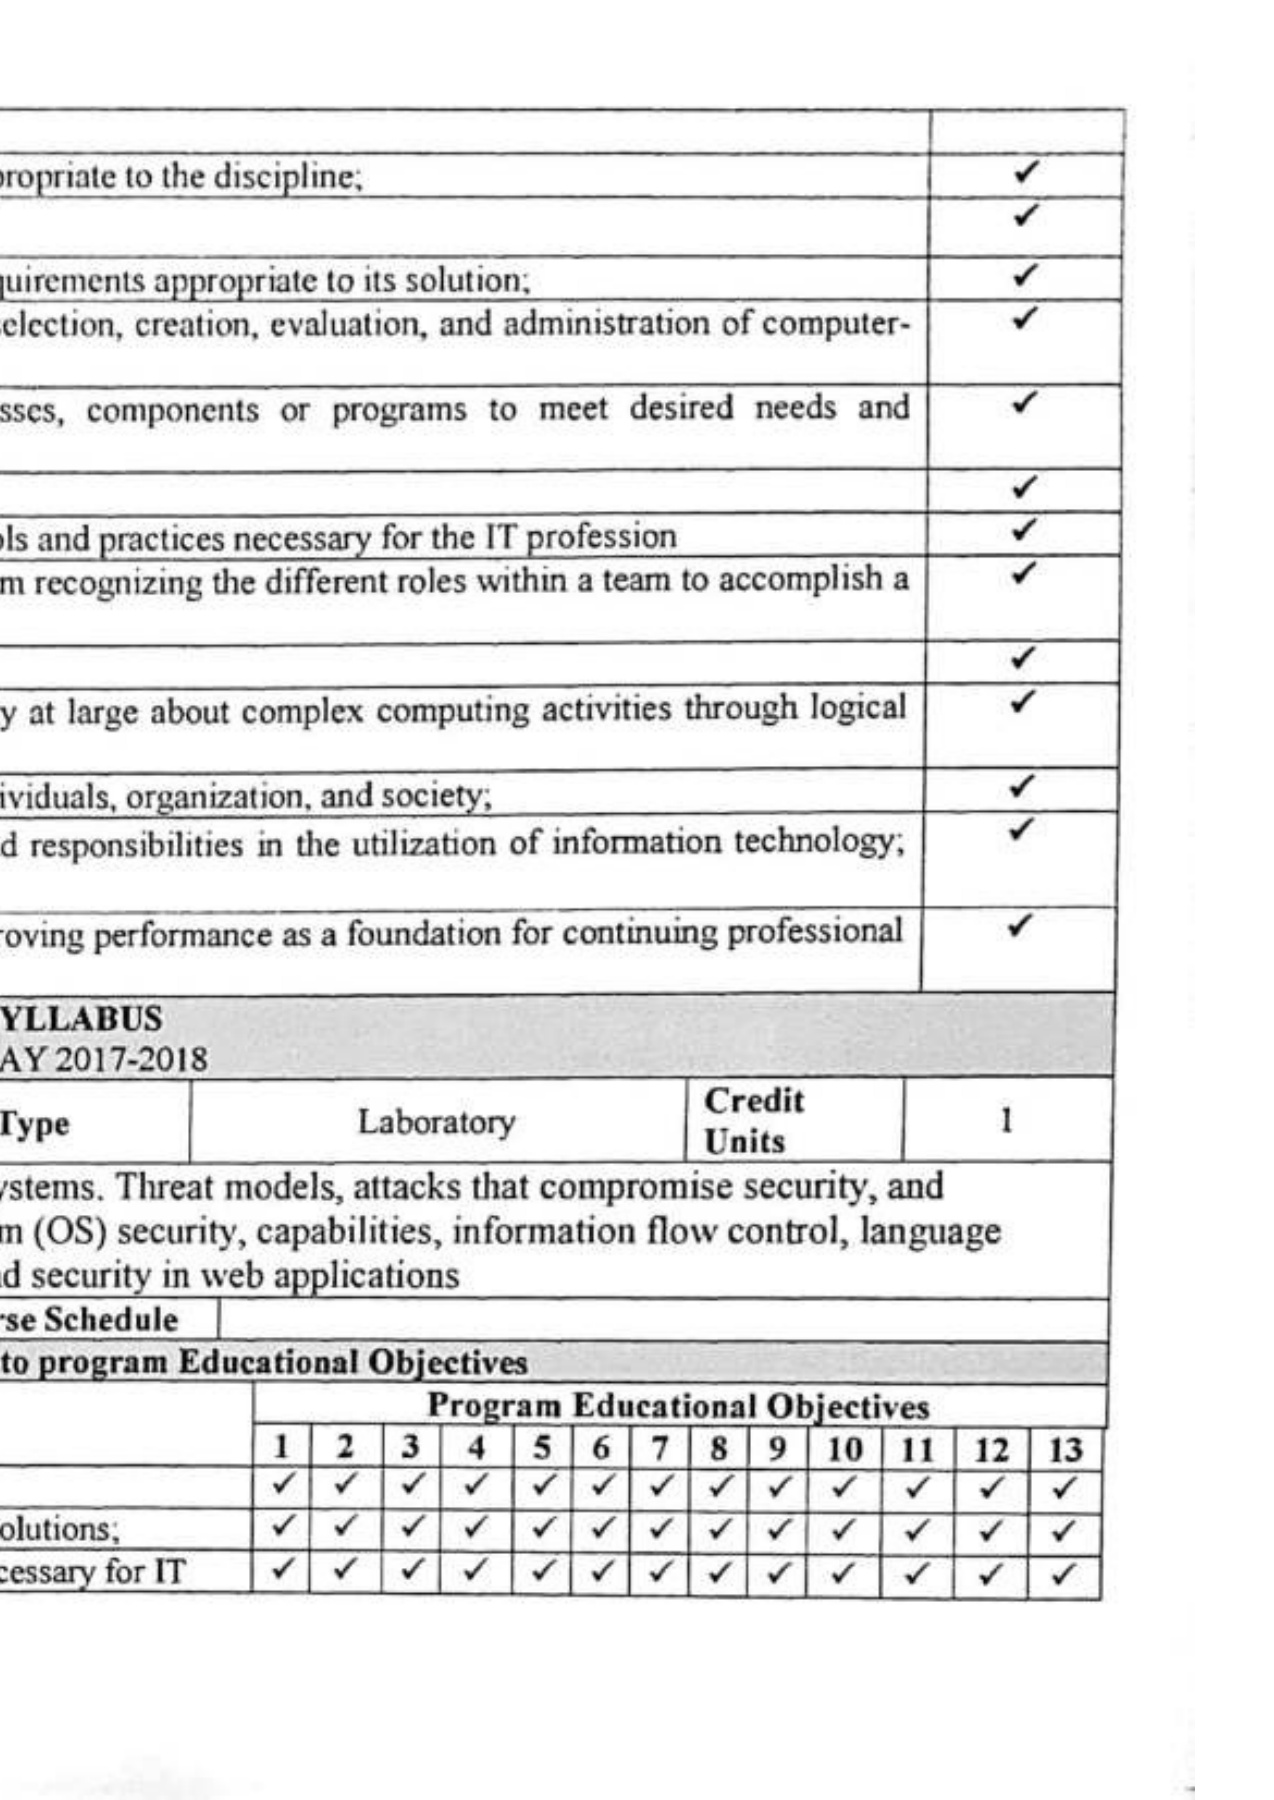 propriate to the discipline; ✓
✓
quirements appropriate to its solution; ✓
selection, creation, evaluation, and administration of computer- ✓
sses, components or programs to meet desired needs and ✓
✓
ols and practices necessary for the IT profession ✓
m recognizing the different roles within a team to accomplish a ✓
✓
y at large about complex computing activities through logical ✓
ividuals, organization, and society; ✓
d responsibilities in the utilization of information technology; ✓
roving performance as a foundation for continuing professional ✓
YLLABUS
AY 2017-2018
Type Laboratory Credit Units 1
ystems. Threat models, attacks that compromise security, and
m (OS) security, capabilities, information flow control, language
d security in web applications
rse Schedule
to program Educational Objectives
Program Educational Objectives
1 2 3 4 5 6 7 8 9 10 11 12 13
✓ ✓ ✓ ✓ ✓ ✓ ✓ ✓ ✓ ✓ ✓ ✓ ✓
olutions; ✓ ✓ ✓ ✓ ✓ ✓ ✓ ✓ ✓ ✓ ✓ ✓ ✓
cessary for IT ✓ ✓ ✓ ✓ ✓ ✓ ✓ ✓ ✓ ✓ ✓ ✓ ✓